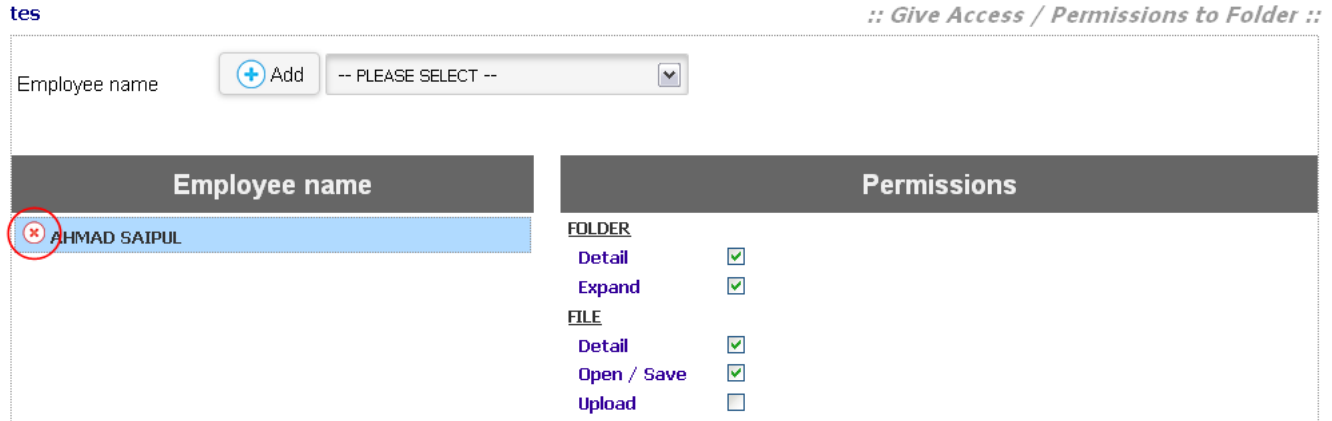 tes
:: Give Access / Permissions to Folder ::
Employee name
Add
-- PLEASE SELECT --
Employee name
Permissions
AHMAD SAIPUL
FOLDER
Detail
Expand
FILE
Detail
Open / Save
Upload